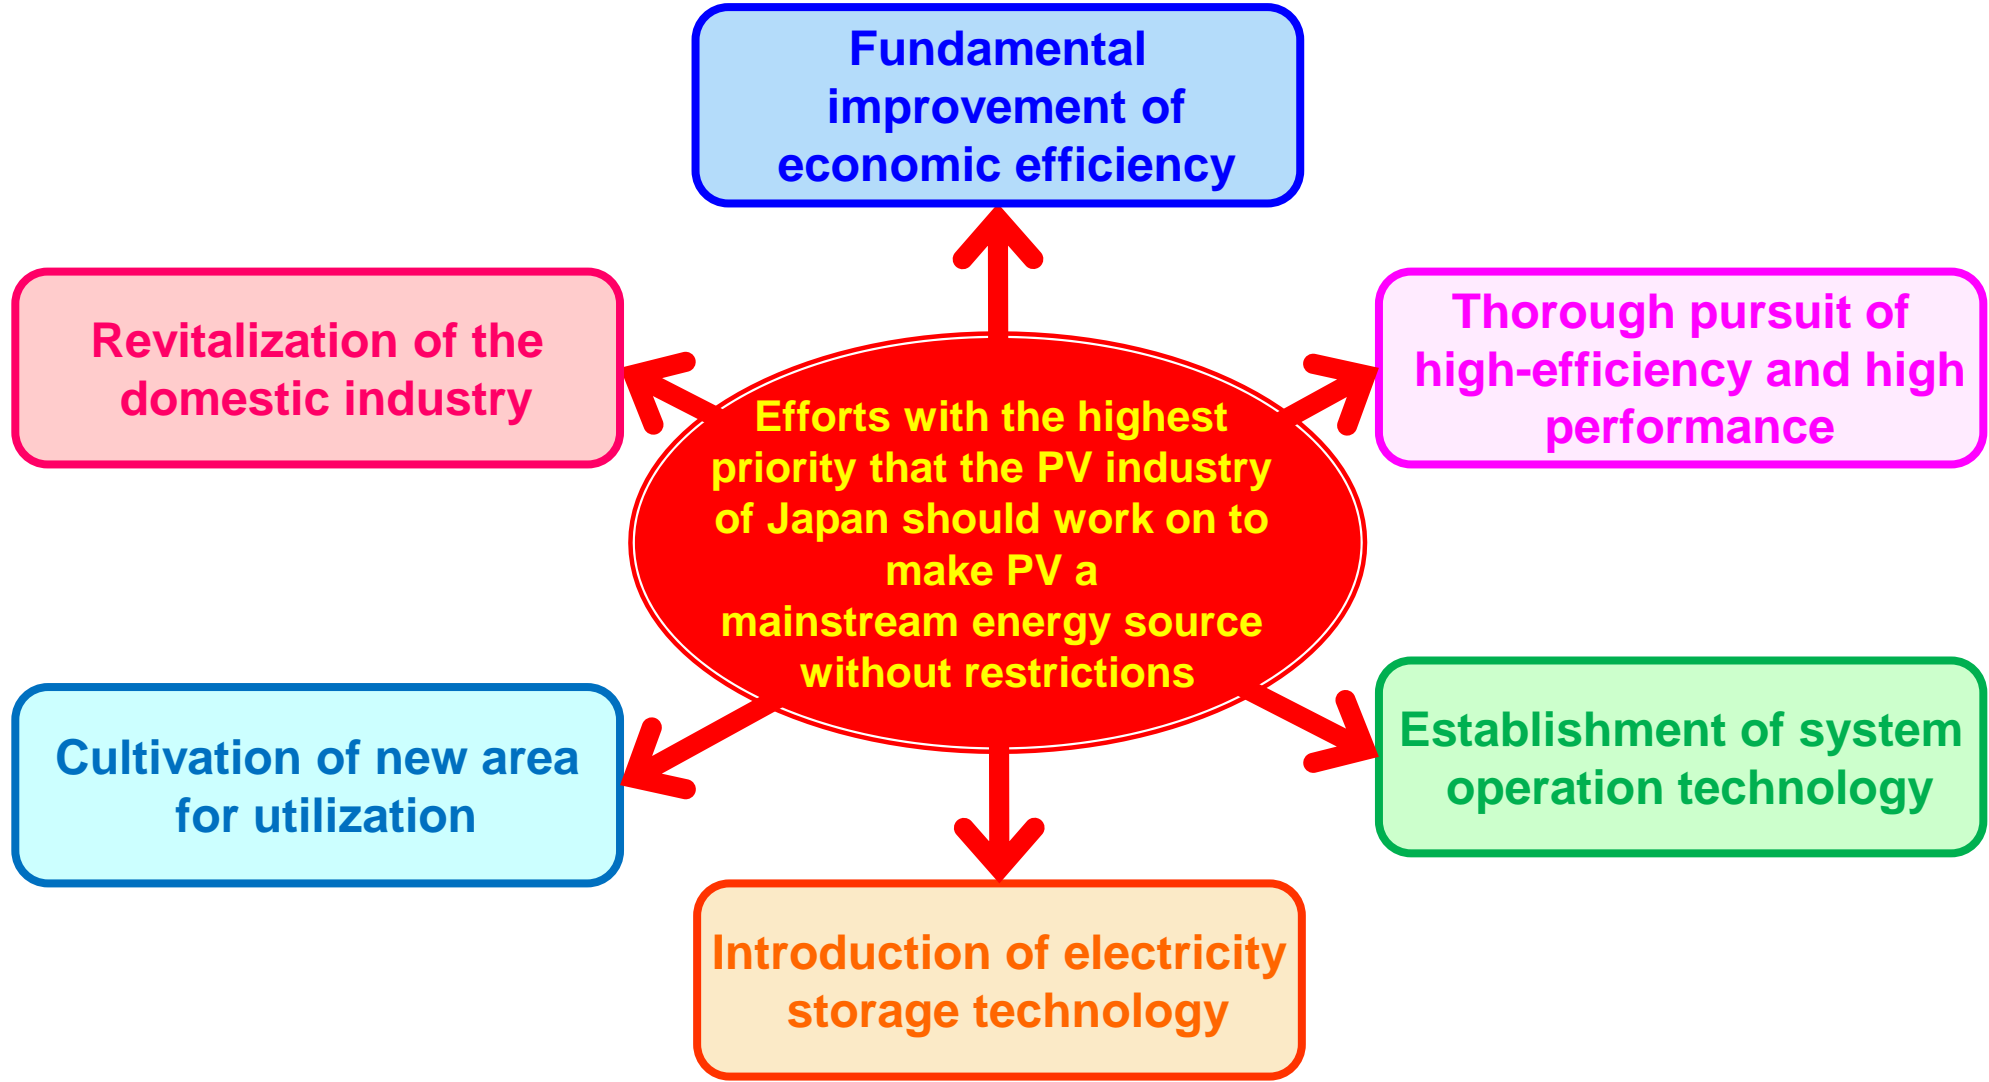 Fundamental
improvement of
economic efficiency
Revitalization of the
domestic industry
Thorough pursuit of
high-efficiency and high
performance
Efforts with the highest
priority that the PV industry
of Japan should work on to
make PV a
mainstream energy source
without restrictions
Cultivation of new area
for utilization
Establishment of system
operation technology
Introduction of electricity
storage technology